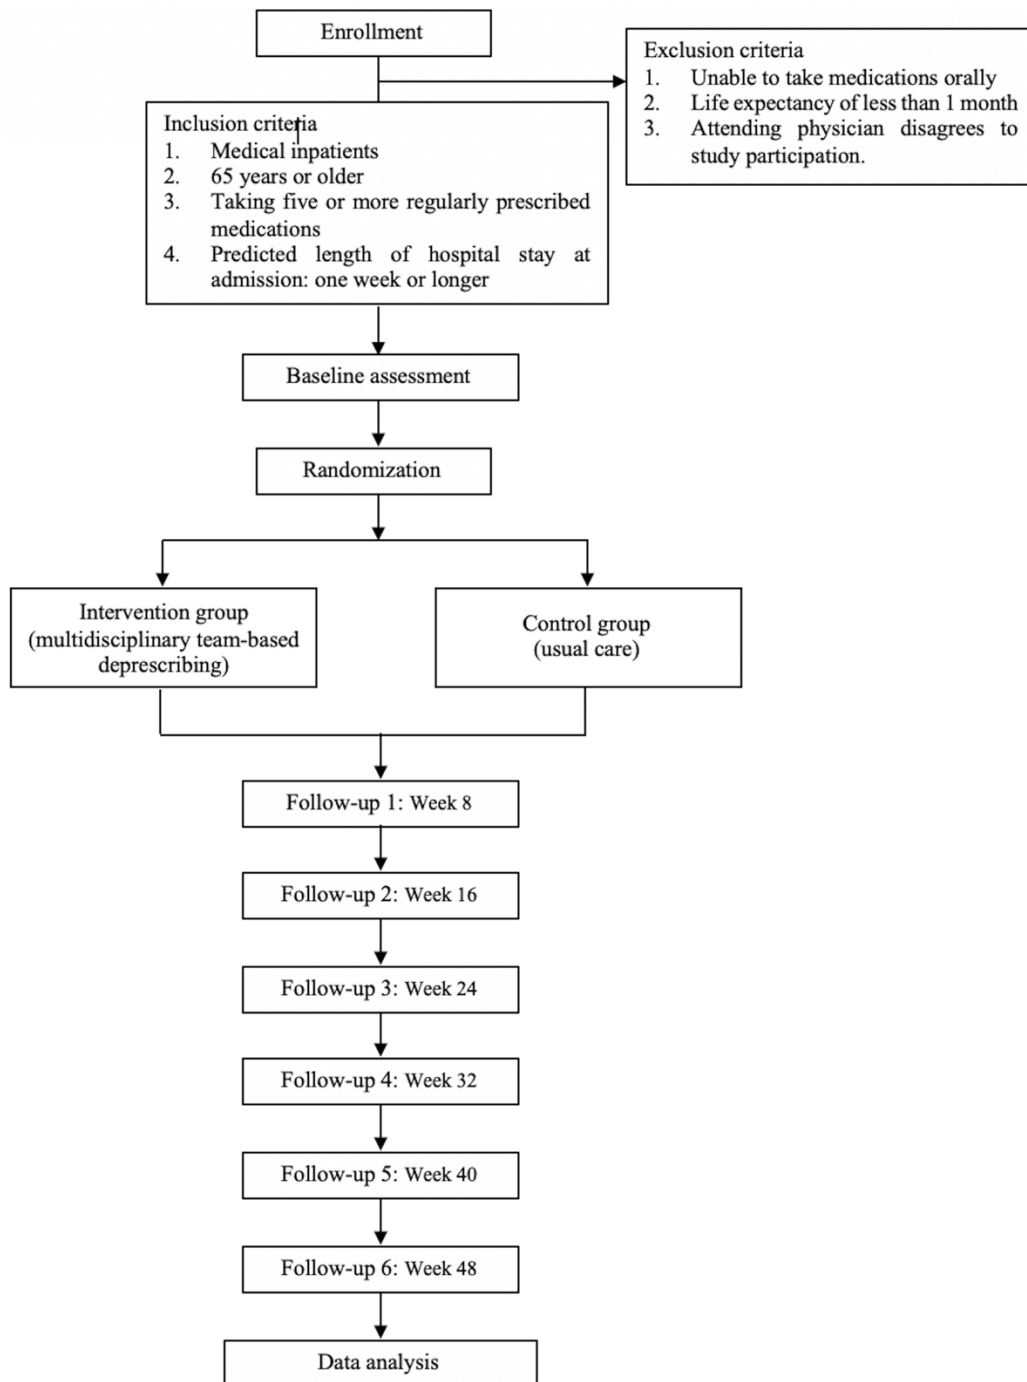 Enrollment
Exclusion criteria
1. Unable to take medications orally
2. Life expectancy of less than 1 month
3. Attending physician disagrees to
study participation.
Inclusion criteria
1. Medical inpatients
2. 65 years or older
3. Taking five or more regularly prescribed
medications
4. Predicted length of hospital stay at
admission: one week or longer
Baseline assessment
Randomization
Intervention group
(multidisciplinary team-based
deprescribing)
Control group
(usual care)
Follow-up 1: Week 8
Follow-up 2: Week 16
Follow-up 3: Week 24
Follow-up 4: Week 32
Follow-up 5: Week 40
Follow-up 6: Week 48
Data analysis